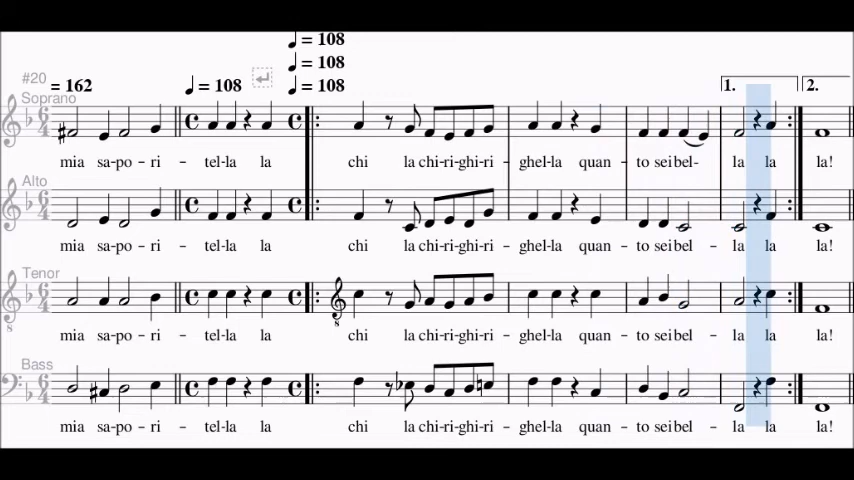 ♩ = 108
♩ = 108
#20 = 162 ♩ = 108 ♩ = 108
1. 2.
Soprano
mia sa-po-ri-tel-la la chi la chi-ri-ghi-ri-ghel-la quan-to sei bel-la la la!
Alto
mia sa-po-ri-tel-la la chi la chi-ri-ghi-ri-ghel-la quan-to sei bel-la la la!
Tenor
mia sa-po-ri-tel-la la chi la chi-ri-ghi-ri-ghel-la quan-to sei bel-la la la!
Bass
mia sa-po-ri-tel-la la chi la chi-ri-ghi-ri-ghel-la quan-to sei bel-la la la!